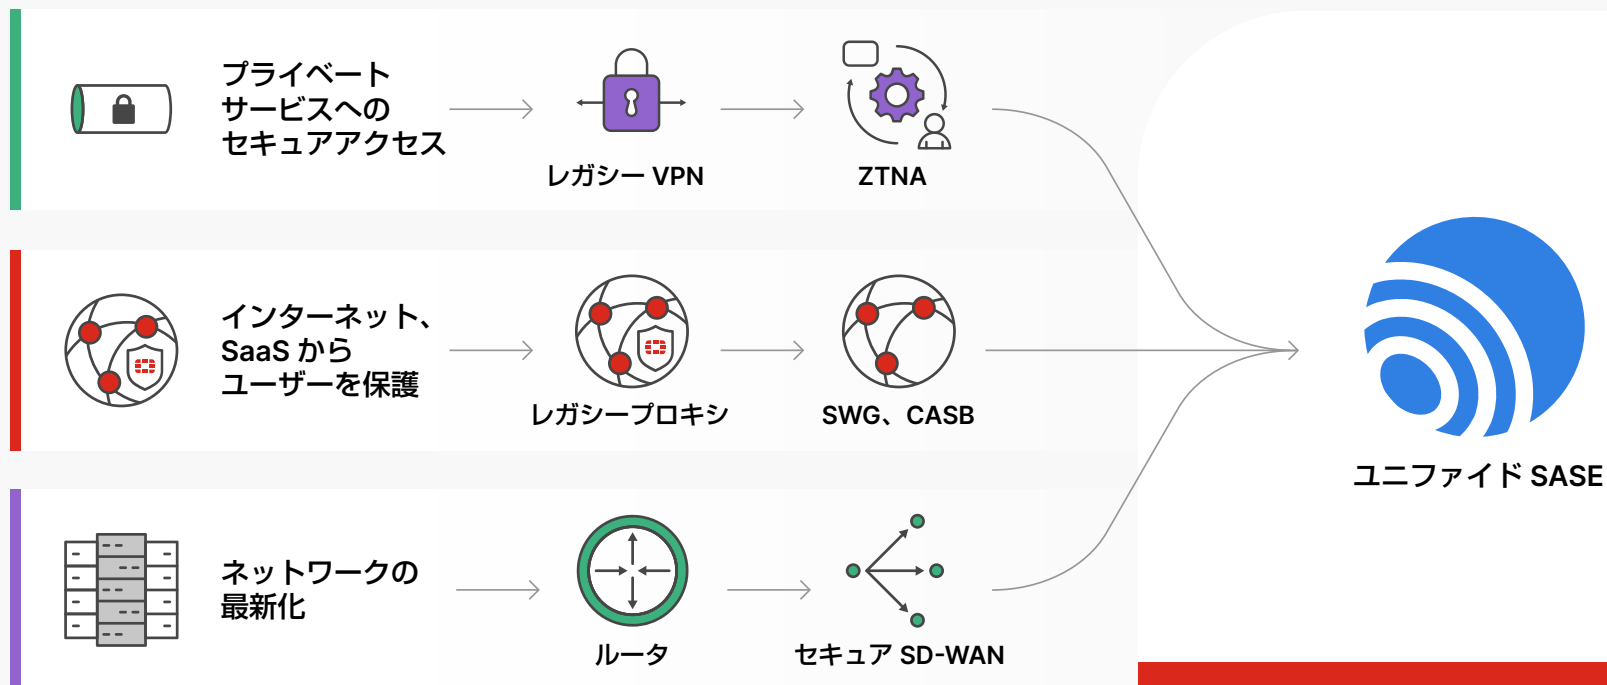 プライベート
サービスへの
セキュアアクセス
レガシー VPN
ZTNA
インターネット、
SaaS から
ユーザーを保護
レガシープロキシ
SWG、CASB
ネットワークの
最新化
ルータ
セキュア SD-WAN
ユニファイド SASE